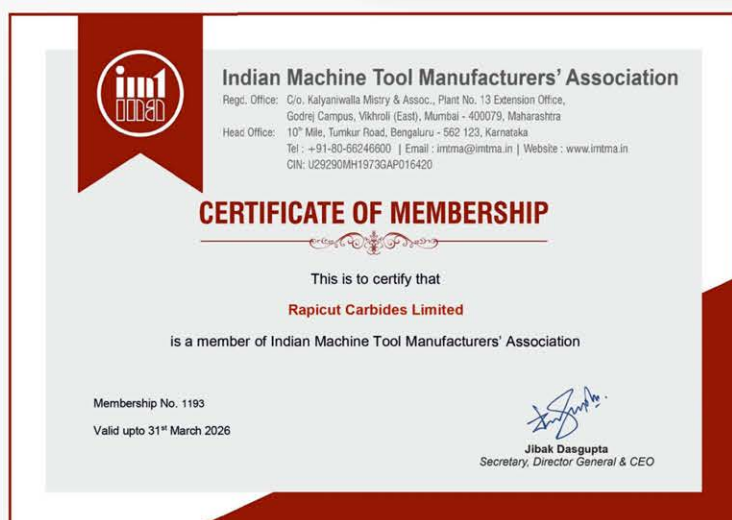 imt
Indian Machine Tool Manufacturers' Association
Regd. Office: C/o. Kalyaniwalla Mistry & Assoc., Plant No. 13 Extension Office,
Godrej Campus, Vikhroli (East), Mumbai - 400079, Maharashtra
Head Office: 10th Mile, Tumkur Road, Bengaluru - 562 123, Karnataka
Tel : +91-80-66246600 | Email : imtma@imtma.in | Website : www.imtma.in
CIN: U29290MH1973GAP016420
CERTIFICATE OF MEMBERSHIP
This is to certify that
Rapicut Carbides Limited
is a member of Indian Machine Tool Manufacturers' Association
Membership No. 1193
Valid upto 31st March 2026
Jibak Dasgupta
Secretary, Director General & CEO